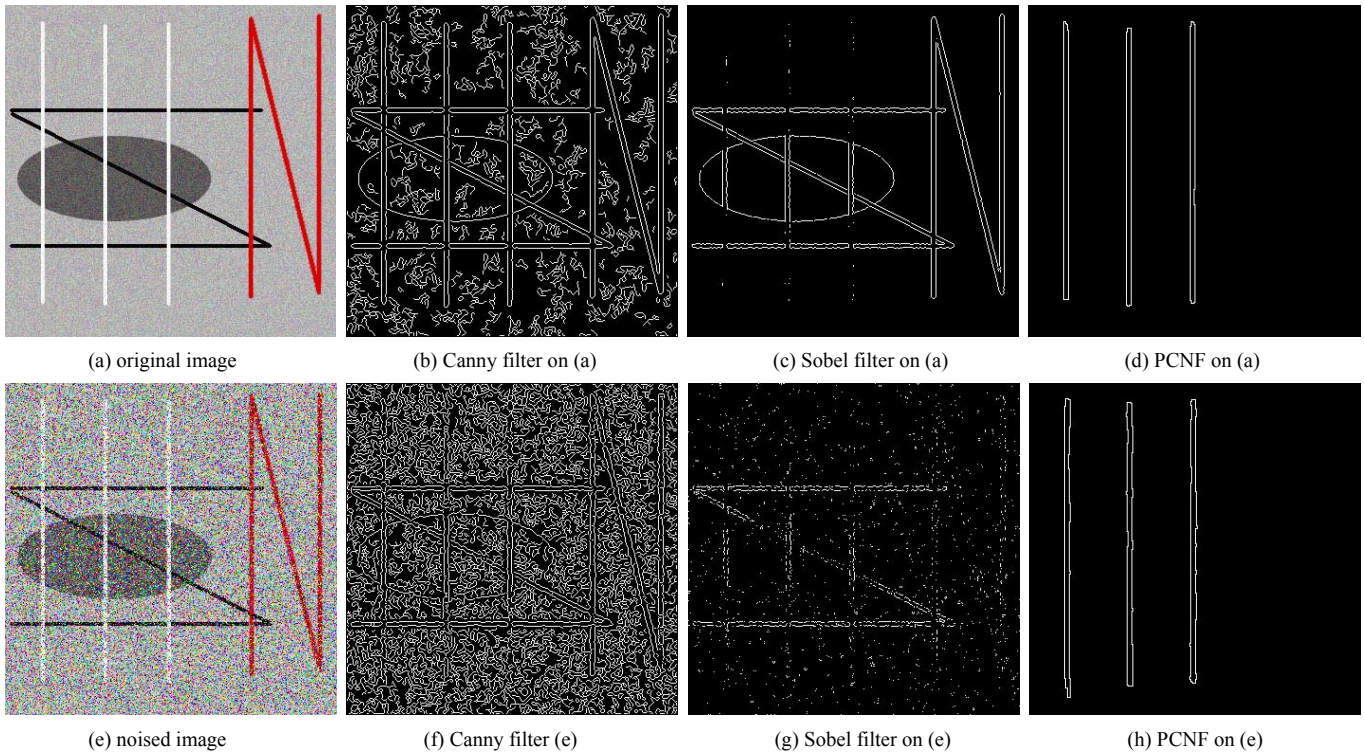 (a) original image
(b) Canny filter on (a)
(c) Sobel filter on (a)
(d) PCNF on (a)
(e) noised image
(f) Canny filter (e)
(g) Sobel filter on (e)
(h) PCNF on (e)